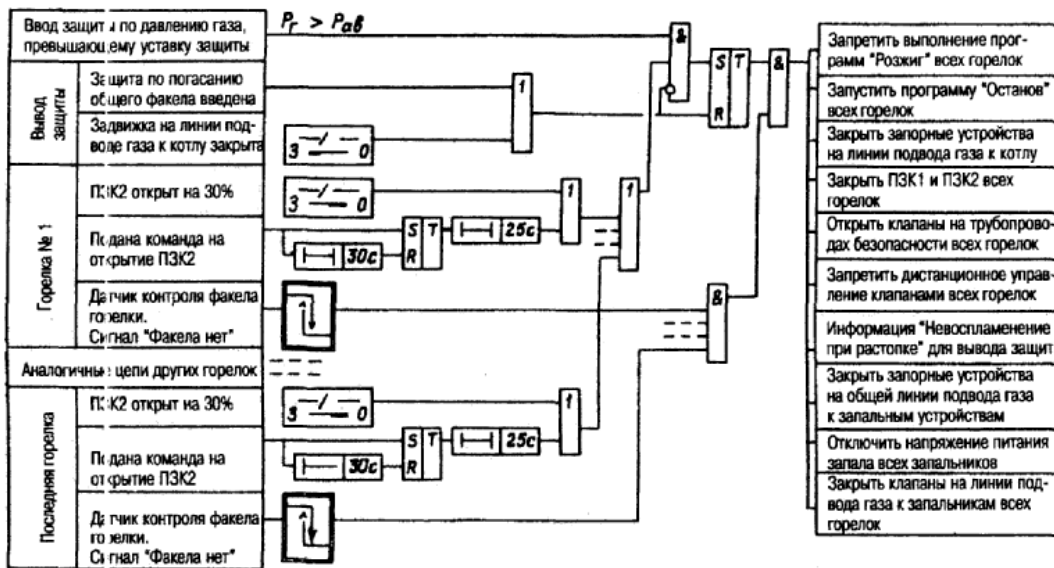 Ввод защиты по давлению газа,
превышающему уставку защиты
Pг > Pав
Вывод
защиты
Защита по погасанию
общего факела введена
Задвижка на линии под-
воде газа к котлу закрыта
З О
1
&
S T
R
&
Горелка № 1
ПЗК2 открыт на 30%
З О
1
1
Подана команда на
открытие ПЗК2
30с
S T
R
25с
Датчик контроля факела
горелки.
Сигнал "Факела нет"
&
Аналогичные цепи других горелок
Последняя горелка
ПЗК2 открыт на 30%
З О
1
Подана команда на
открытие ПЗК2
30с
S T
R
25с
Датчик контроля факела
горелки.
Сигнал "Факела нет"
Запретить выполнение прог-
рамм "Розжиг" всех горелок
Запустить программу "Останов"
всех горелок
Закрыть запорные устройства
на линии подвода газа к котлу
Закрыть ПЗК1 и ПЗК2 всех
горелок
Открыть клапаны на трубопрово-
дах безопасности всех горелок
Запретить дистанционное управ-
ление клапанами всех горелок
Информация "Невоспламенение
при растопке" для вывода защит
Закрыть запорные устройства
на общей линии подвода газа
к запальным устройствам
Отключить напряжение питания
запала всех запальников
Закрыть клапаны на линии под-
вода газа к запальникам всех
горелок